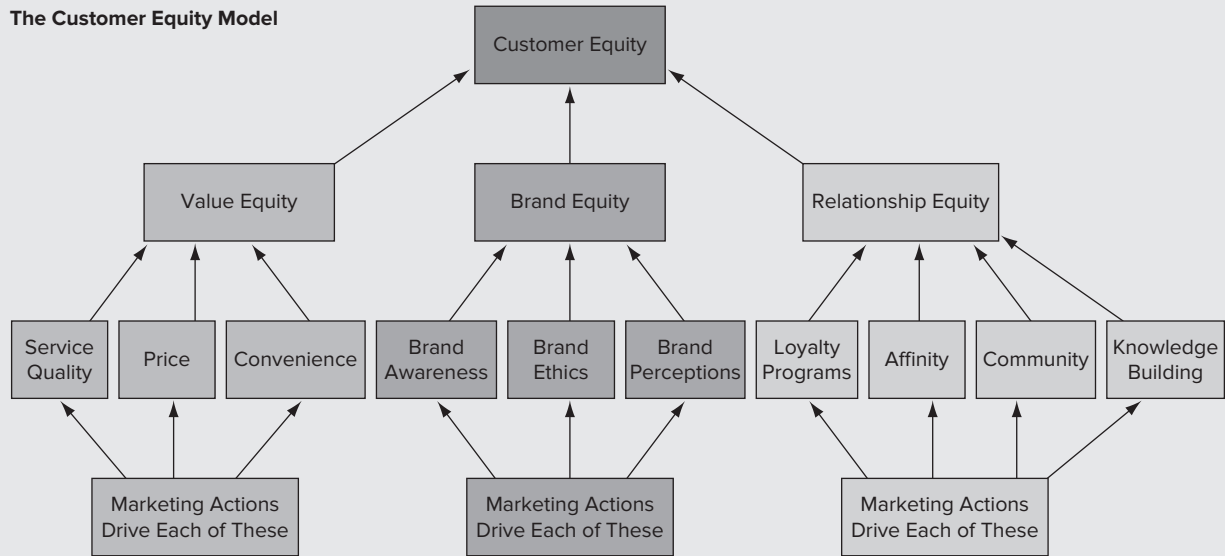 The Customer Equity Model
Customer Equity
Value Equity
Brand Equity
Relationship Equity
Service
Quality
Price
Convenience
Brand
Awareness
Brand
Ethics
Brand
Perceptions
Loyalty
Programs
Affinity
Community
Knowledge
Building
Marketing Actions
Drive Each of These
Marketing Actions
Drive Each of These
Marketing Actions
Drive Each of These